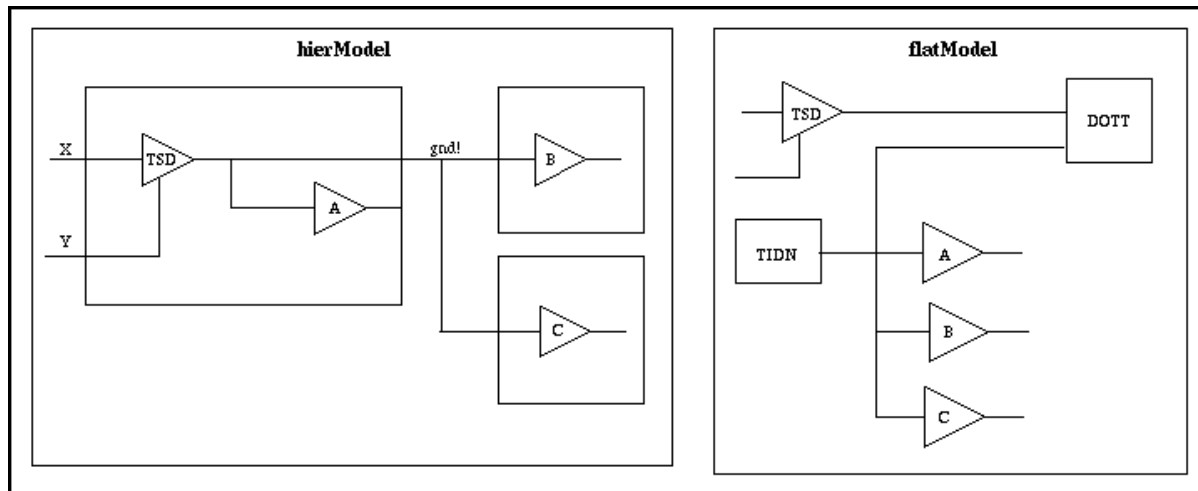 hierModel
X
TSD
gnd!
B
A
Y
C
flatModel
TSD
DOTT
TIDN
A
B
C